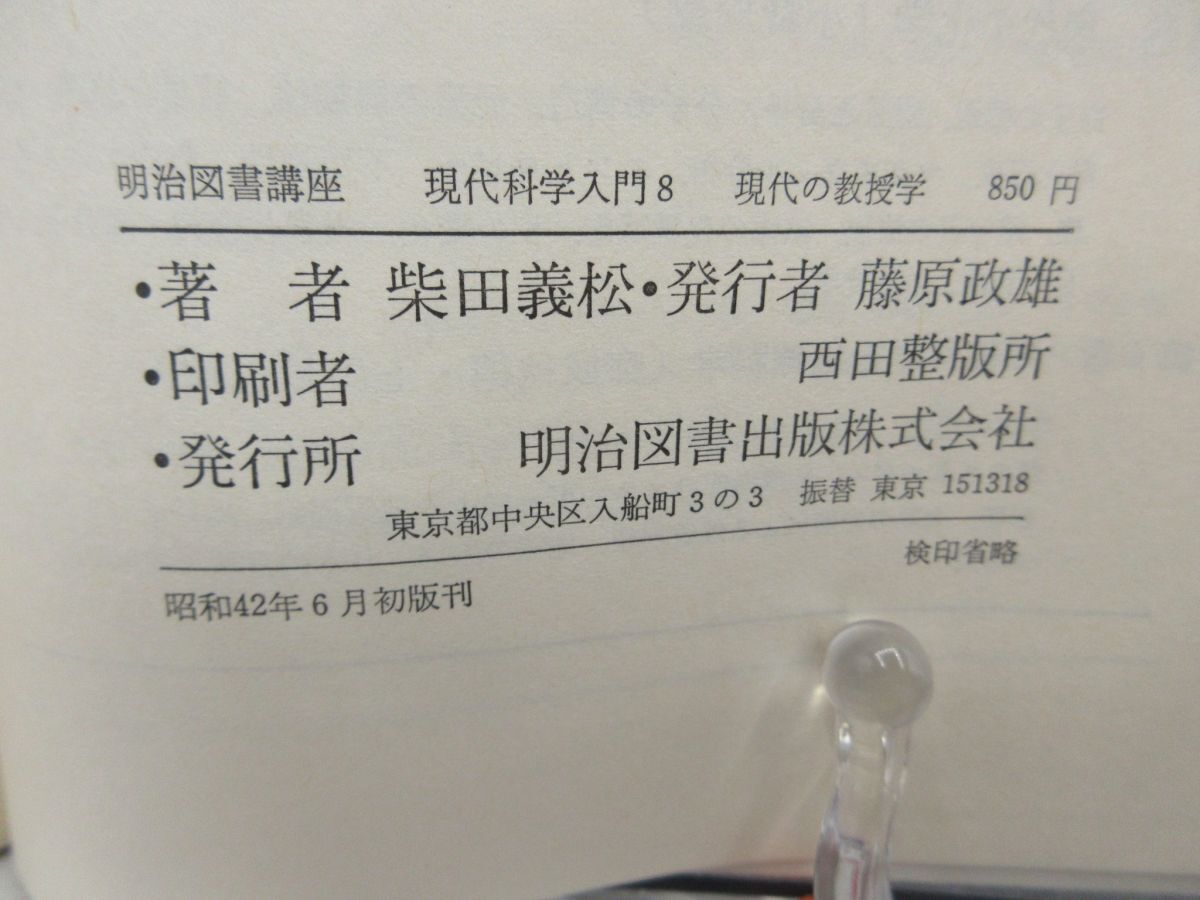 明治図書講座 現代科学入門8 現代の教授学 850 円
・著 者 柴田義松・発行者 藤原政雄
・印刷者 西田整版所
・発行所 明治図書出版株式会社
東京都中央区入船町3の3 振替 東京 151318
検印省略
昭和42年6月初版刊